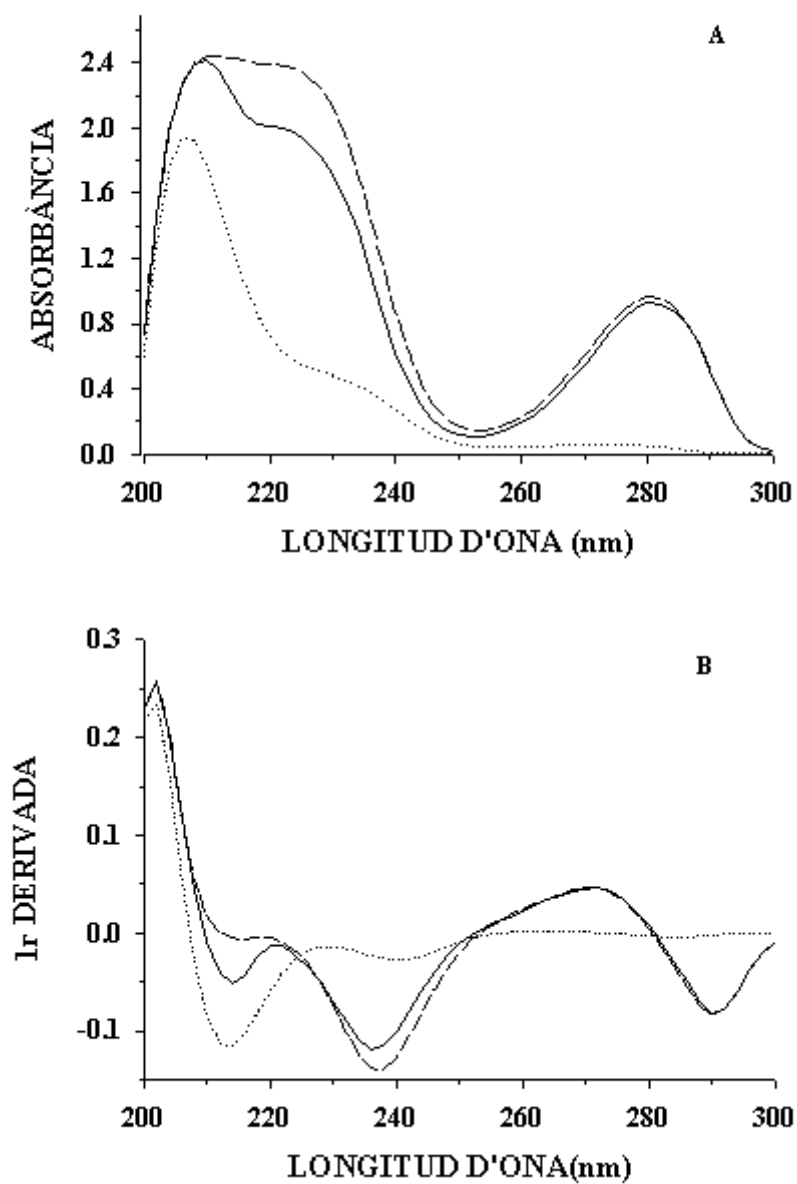 A
2.4
2.0
1.6
1.2
0.8
0.4
0.0
ABSORBÀNCIA
200 220 240 260 280 300
LONGITUD D'ONA (nm)
B
0.3
0.2
0.1
0.0
-0.1
1r DERIVADA
200 220 240 260 280 300
LONGITUD D'ONA(nm)